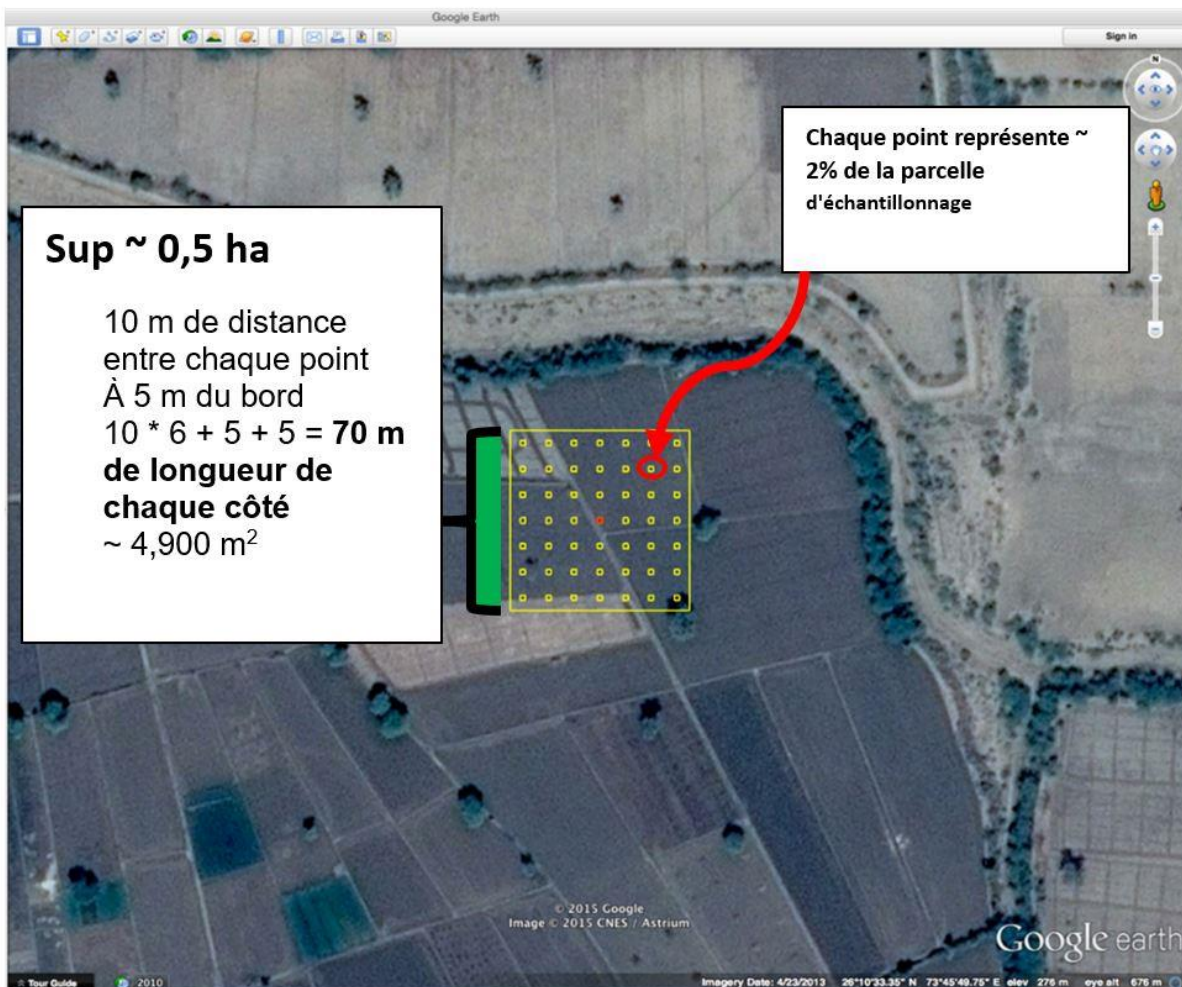 Google Earth
Sign in
N
Chaque point représente ~
2% de la parcelle
d'échantillonnage
Sup ~ 0,5 ha
10 m de distance
entre chaque point
À 5 m du bord
10 * 6 + 5 + 5 = 70 m
de longueur de
chaque côté
~ 4,900 m²
© 2015 Google
Image © 2015 CNES / Astrium
Google earth
Tour Guide
2010
Imagery Date: 4/23/2013 26°10'33.35" N 73°45'49.75" E elev 276 m eye alt 676 m